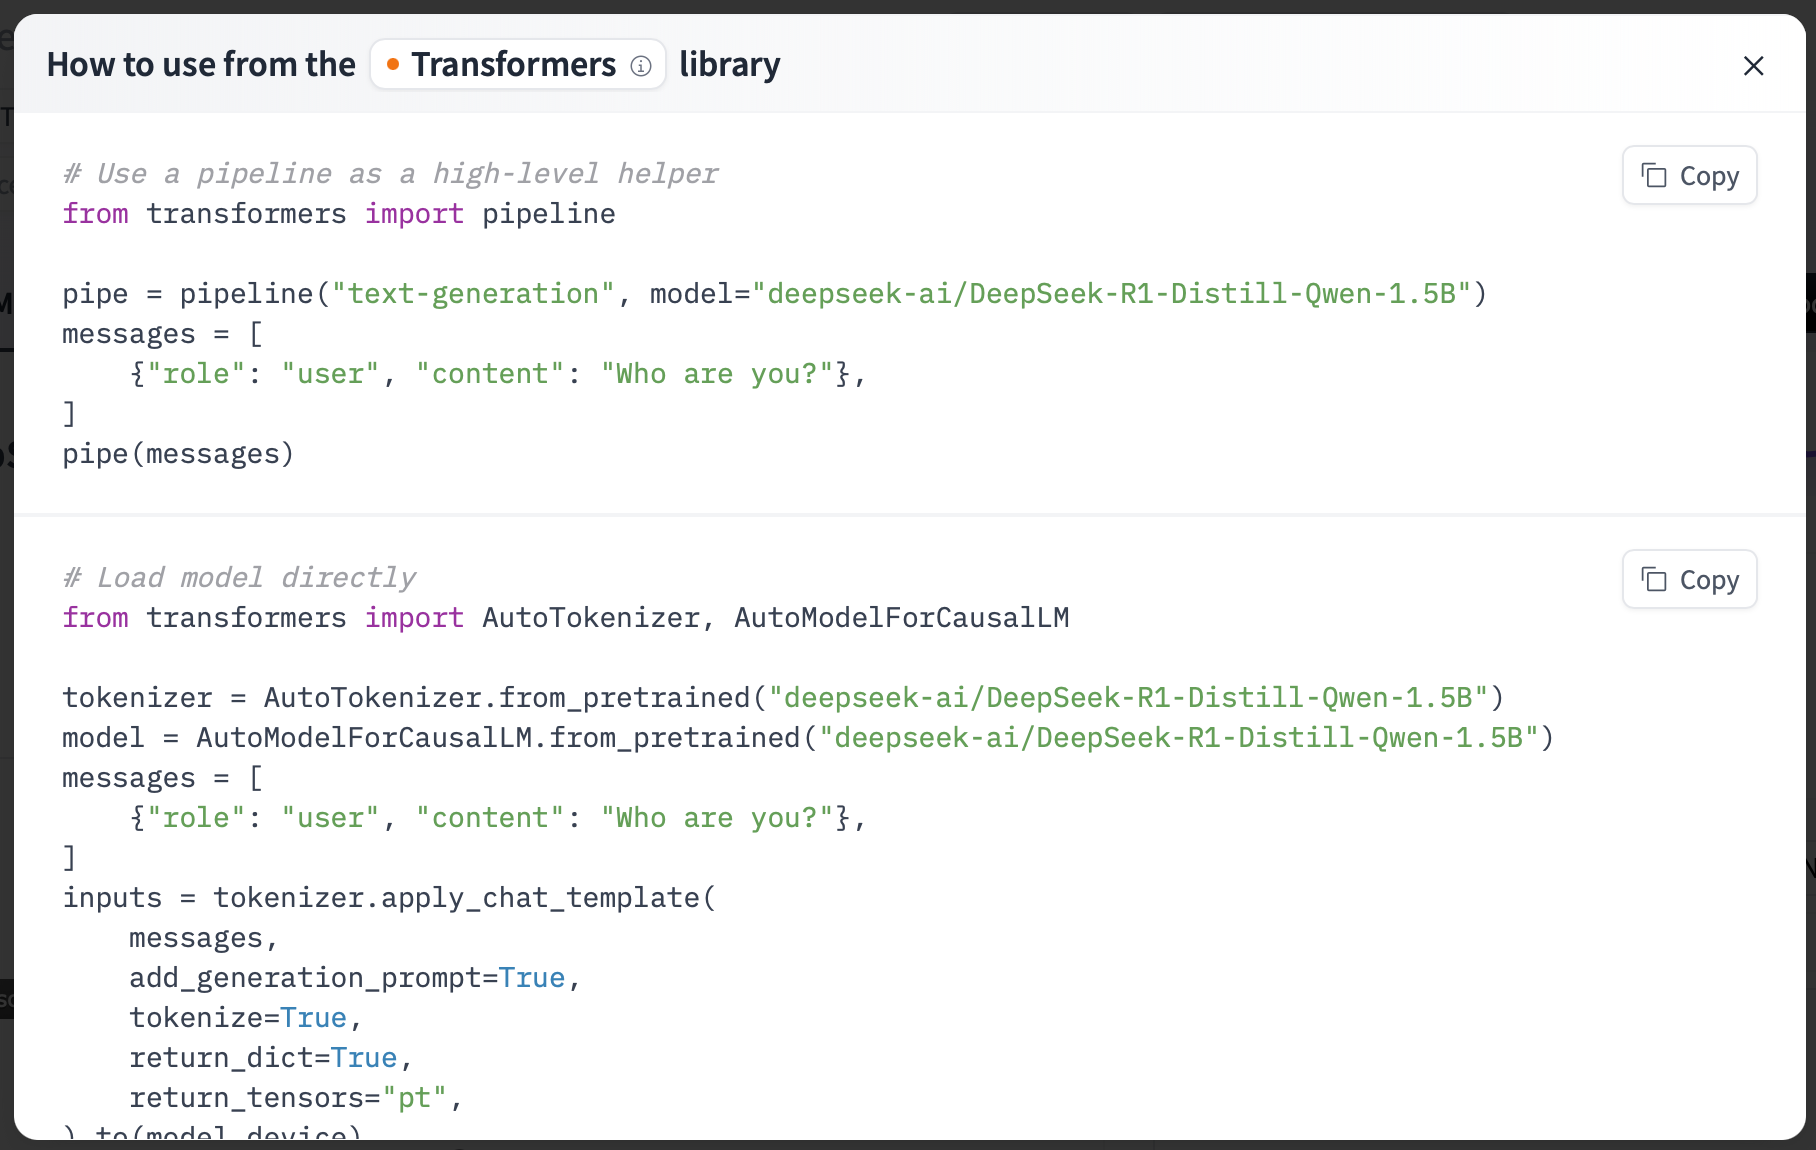 How to use from the Transformers library
# Use a pipeline as a high-level helper
Copy
from transformers import pipeline
pipe = pipeline("text-generation", model="deepseek-ai/DeepSeek-R1-Distill-Qwen-1.5B")
messages = [
    {"role": "user", "content": "Who are you?"},
]
pipe(messages)
# Load model directly
Copy
from transformers import AutoTokenizer, AutoModelForCausalLM
tokenizer = AutoTokenizer.from_pretrained("deepseek-ai/DeepSeek-R1-Distill-Qwen-1.5B")
model = AutoModelForCausalLM.from_pretrained("deepseek-ai/DeepSeek-R1-Distill-Qwen-1.5B")
messages = [
    {"role": "user", "content": "Who are you?"},
]
inputs = tokenizer.apply_chat_template(
    messages,
    add_generation_prompt=True,
    tokenize=True,
    return_dict=True,
    return_tensors="pt",
).to(model.device)